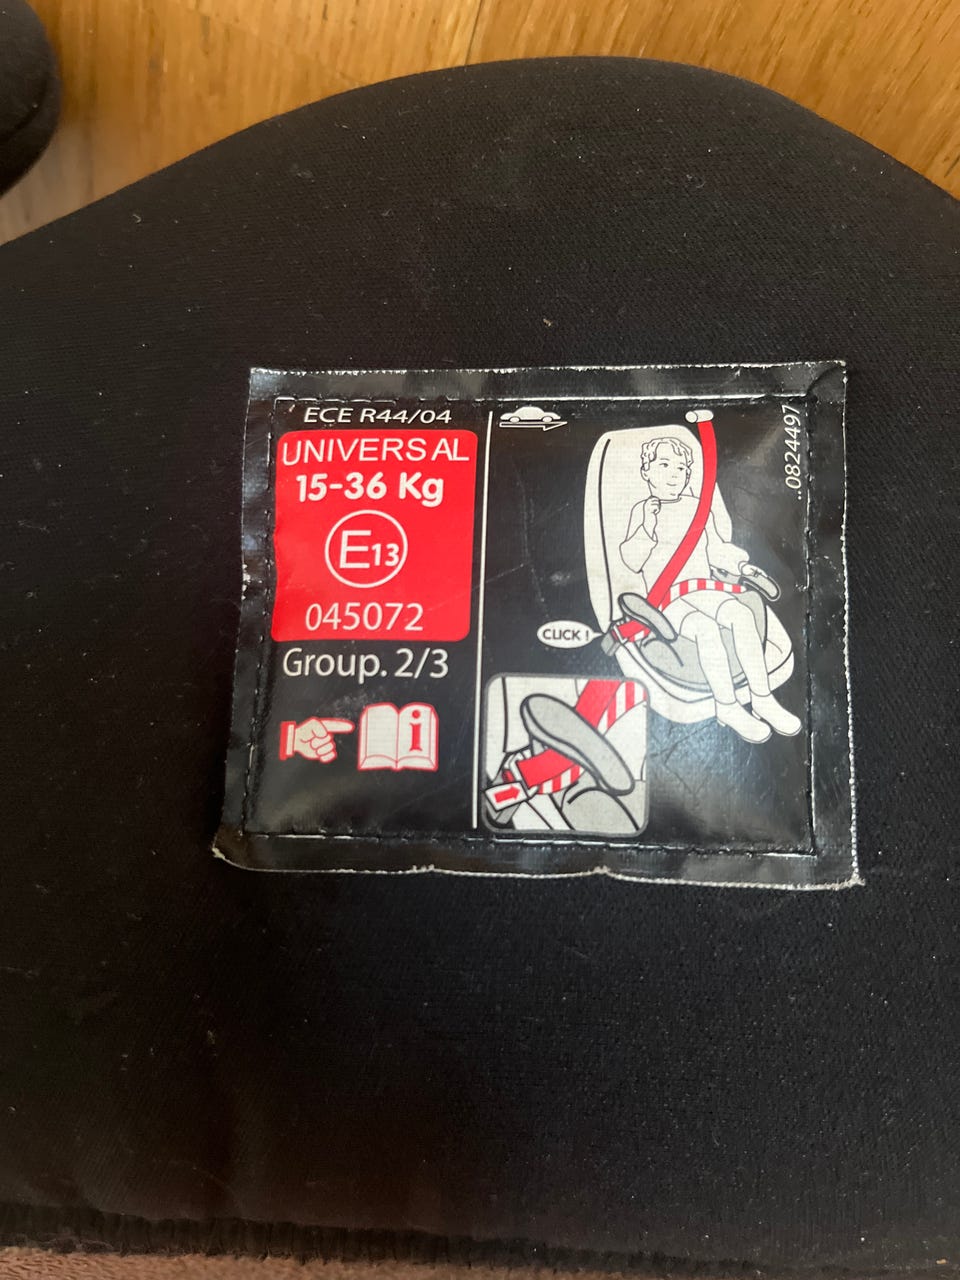 ECE R44/04
UNIVERSAL
15-36 Kg
E13
045072
Group. 2/3
i
CLICK !
..0824497